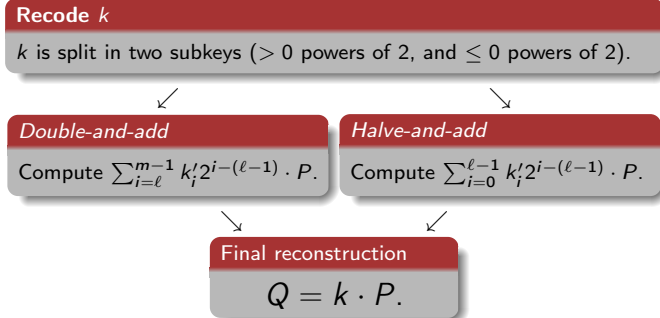 Recode k
k is split in two subkeys (> 0 powers of 2, and ≤ 0 powers of 2).
Double-and-add
Compute ∑_{i=ℓ}^{m−1} k′_i 2^{i−(ℓ−1)} · P.
Halve-and-add
Compute ∑_{i=0}^{ℓ−1} k′_i 2^{i−(ℓ−1)} · P.
Final reconstruction
Q = k · P.